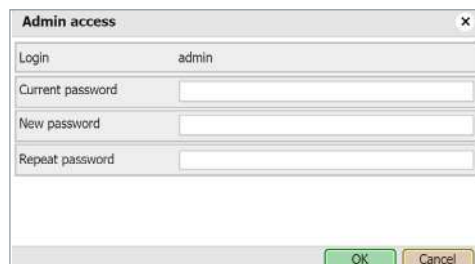 Admin access
Login admin
Current password
New password
Repeat password
OK Cancel